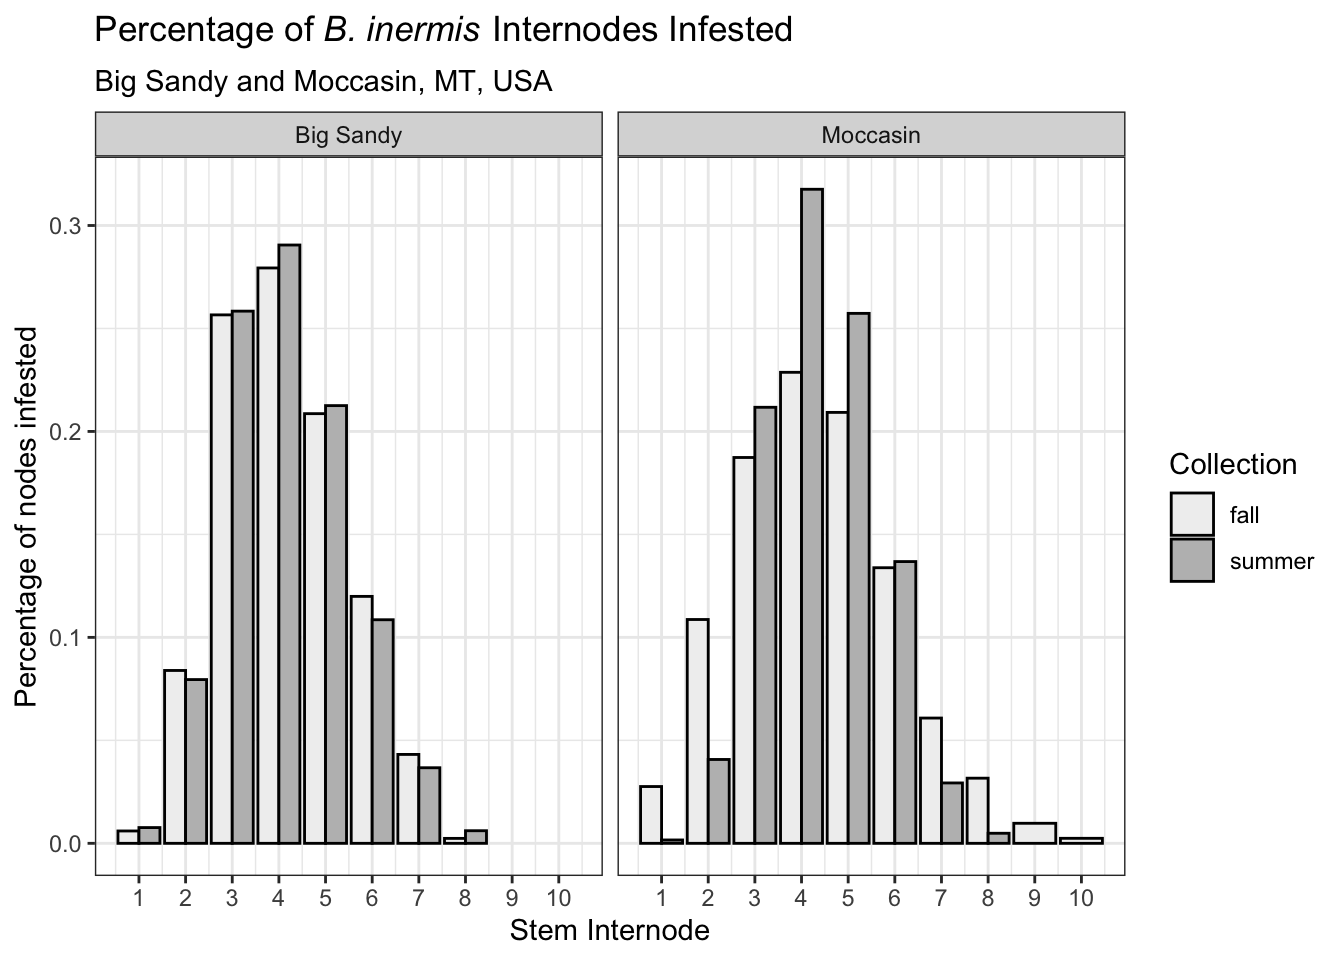 Percentage of B. inermis Internodes Infested
Big Sandy and Moccasin, MT, USA
Big Sandy
Moccasin
Percentage of nodes infested
0.3
0.2
0.1
0.0
1 2 3 4 5 6 7 8 9 10
1 2 3 4 5 6 7 8 9 10
Stem Internode
Collection
fall
summer